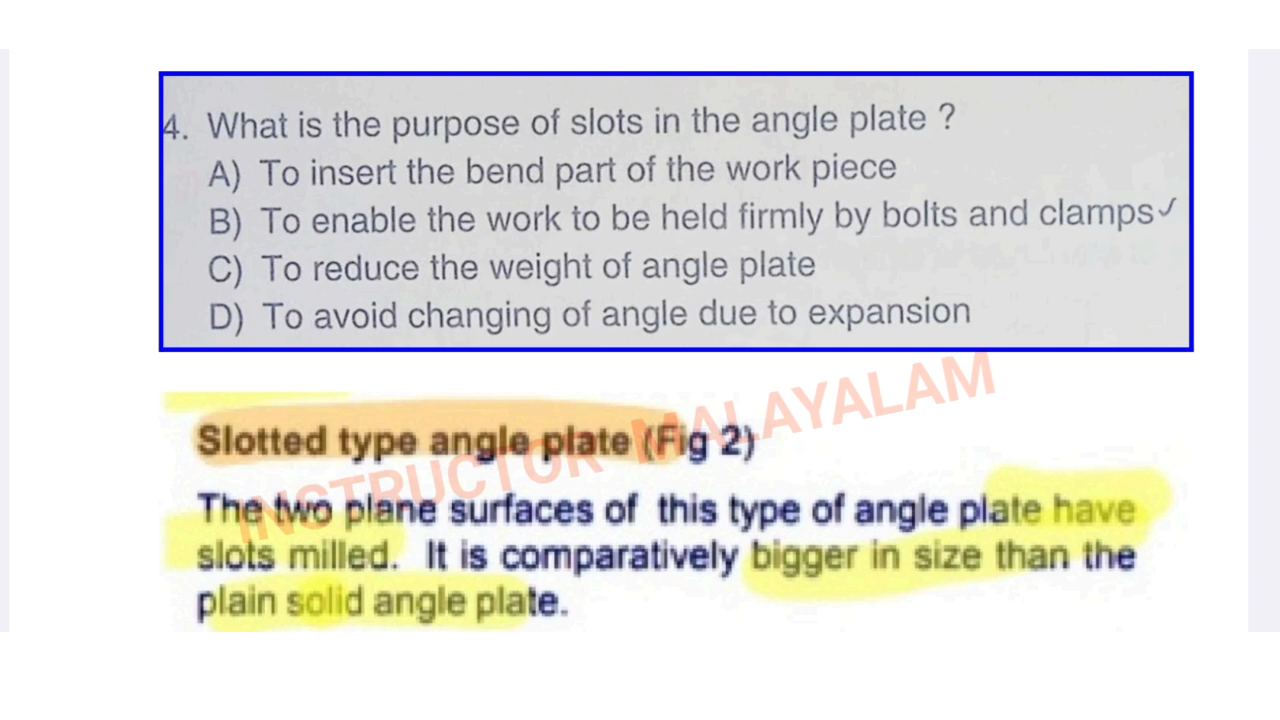 4. What is the purpose of slots in the angle plate ?
A) To insert the bend part of the work piece
B) To enable the work to be held firmly by bolts and clamps✓
C) To reduce the weight of angle plate
D) To avoid changing of angle due to expansion
INSTRUCTOR MALAYALAM
Slotted type angle plate (Fig 2)
The two plane surfaces of this type of angle plate have
slots milled. It is comparatively bigger in size than the
plain solid angle plate.